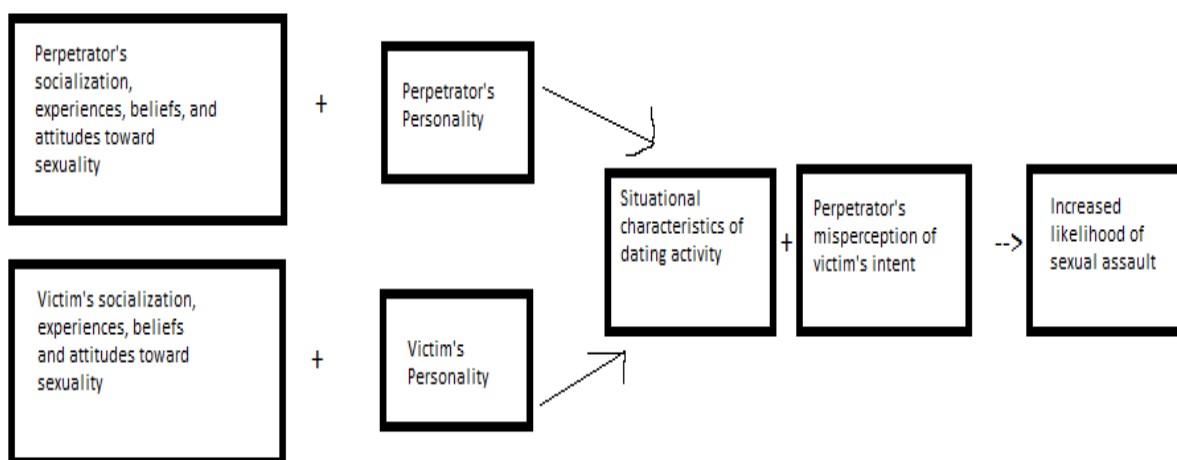 Perpetrator's
socialization,
experiences, beliefs, and
attitudes toward
sexuality
+
Perpetrator's
Personality
Victim's socialization,
experiences, beliefs
and attitudes toward
sexuality
+
Victim's
Personality
Situational
characteristics of
dating activity
+
Perpetrator's
misperception of
victim's intent
-->
Increased
likelihood of
sexual assault